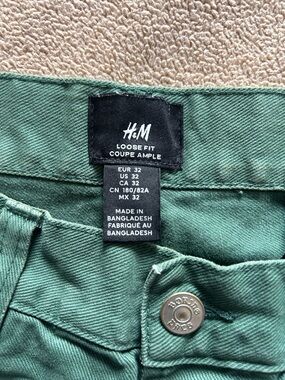 H&M
LOOSE FIT
COUPE AMPLE
EUR 32
US 32
CA 32
CN 180/82A
MX 32
MADE IN
BANGLADESH
FABRIQUÉ AU
BANGLADESH